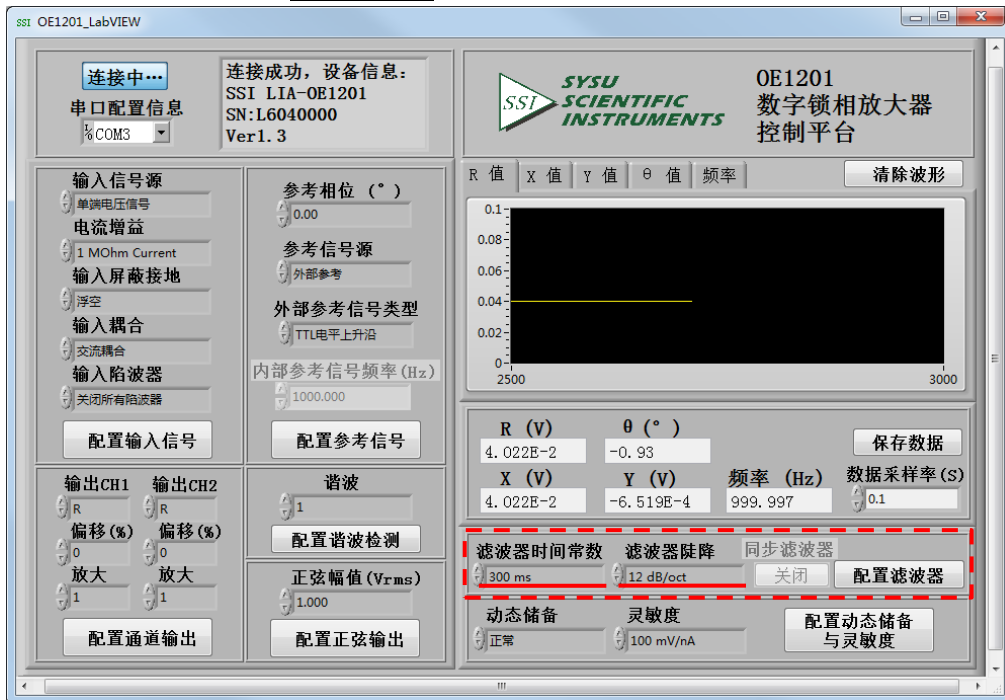 SSI OE1201_LabVIEW
连接中…
串口配置信息
COM3
连接成功，设备信息：
SSI LIA-OE1201
SN:L6040000
Ver1.3
SSI
SYSU
SCIENTIFIC
INSTRUMENTS
OE1201
数字锁相放大器
控制平台
输入信号源
单端电压信号
电流增益
1 MOhm Current
输入屏蔽接地
浮空
输入耦合
交流耦合
输入陷波器
关闭所有陷波器
配置输入信号
参考相位 (°)
0.00
参考信号源
外部参考
外部参考信号类型
TTL电平上升沿
内部参考信号频率(Hz)
1000.000
配置参考信号
R 值 X 值 Y 值 θ 值 频率
清除波形
0.1
0.08
0.06
0.04
0.02
0
2500 3000
R (V) θ (°)
4.022E-2 -0.93
保存数据
X (V) Y (V) 频率 (Hz) 数据采样率(S)
4.022E-2 -6.519E-4 999.997 0.1
输出CH1 输出CH2
R R
偏移(%) 偏移(%)
0 0
放大 放大
1 1
配置通道输出
谐波
1
配置谐波检测
正弦幅值(Vrms)
1.000
配置正弦输出
滤波器时间常数 滤波器陡降 同步滤波器
300 ms 12 dB/oct 关闭 配置滤波器
动态储备 灵敏度
正常 100 mV/nA
配置动态储备
与灵敏度